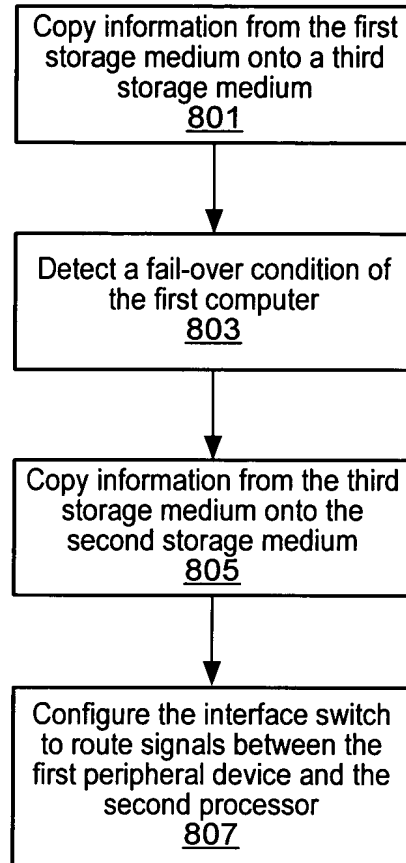 Copy information from the first
storage medium onto a third
storage medium
801
Detect a fail-over condition of
the first computer
803
Copy information from the third
storage medium onto the
second storage medium
805
Configure the interface switch
to route signals between the
first peripheral device and the
second processor
807